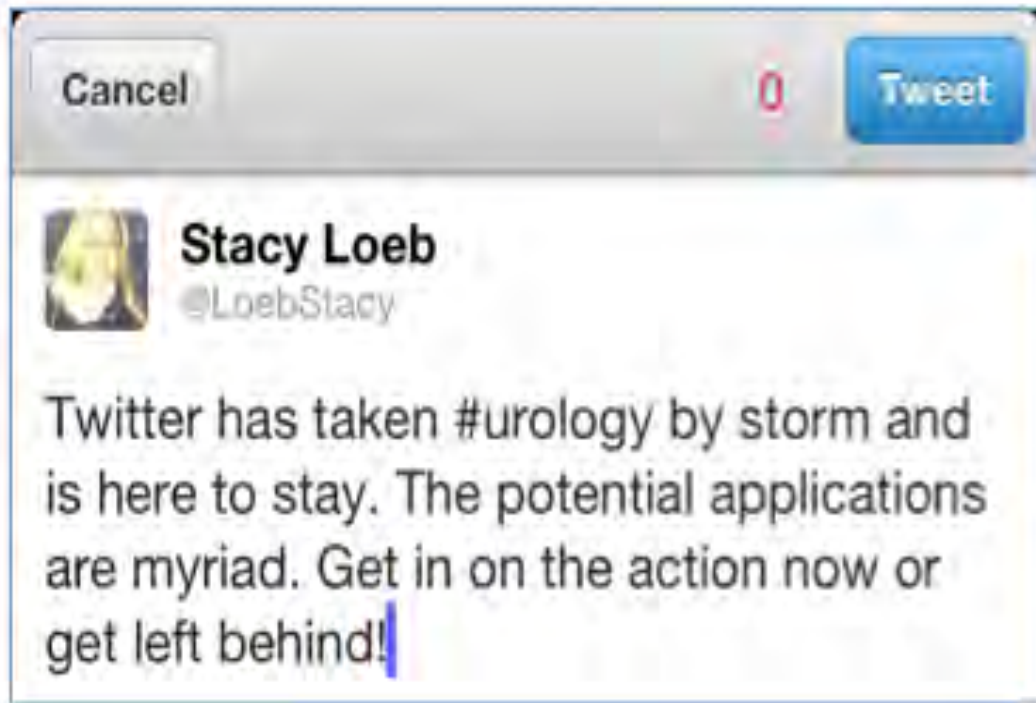 Cancel 0 Tweet
Stacy Loeb
@LoebStacy
Twitter has taken #urology by storm and
is here to stay. The potential applications
are myriad. Get in on the action now or
get left behind!